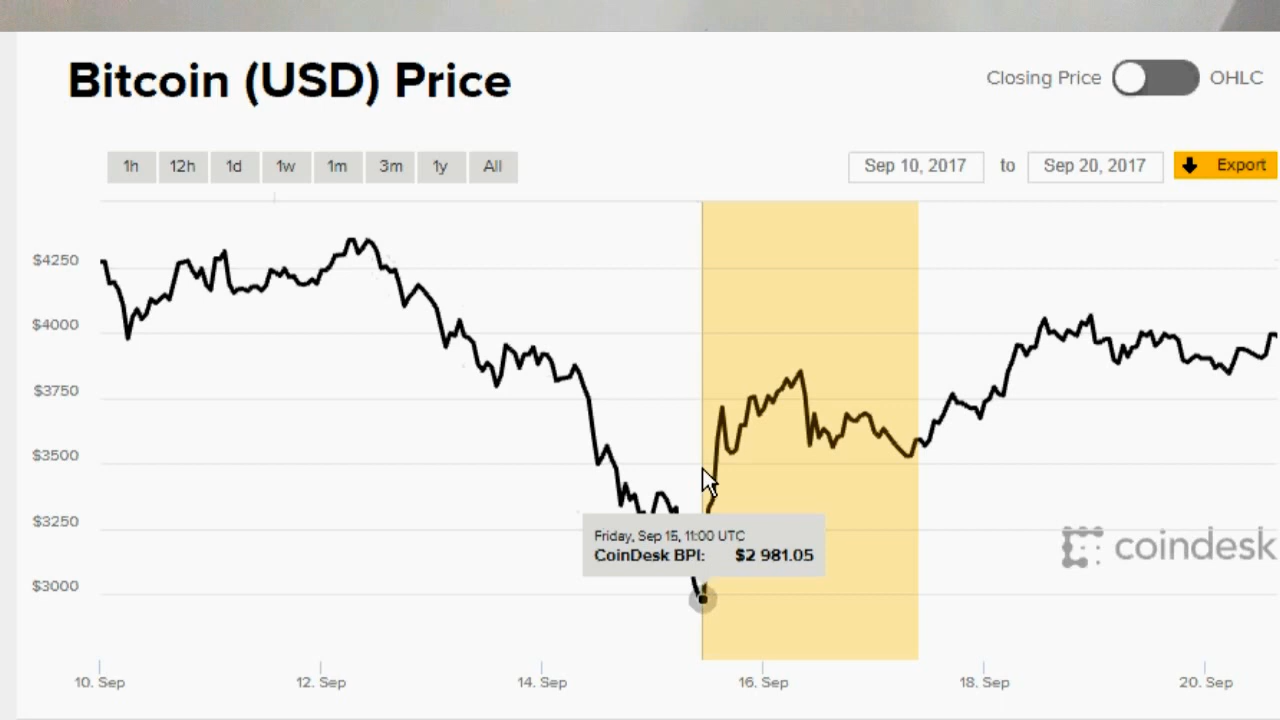 Bitcoin (USD) Price
Closing Price OHLC
1h 12h 1d 1w 1m 3m 1y All
Sep 10, 2017 to Sep 20, 2017 Export
$4250
$4000
$3750
$3500
$3250
$3000
Friday, Sep 15, 11:00 UTC
CoinDesk BPI: $2 981.05
coindesk
10. Sep 12. Sep 14. Sep 16. Sep 18. Sep 20. Sep